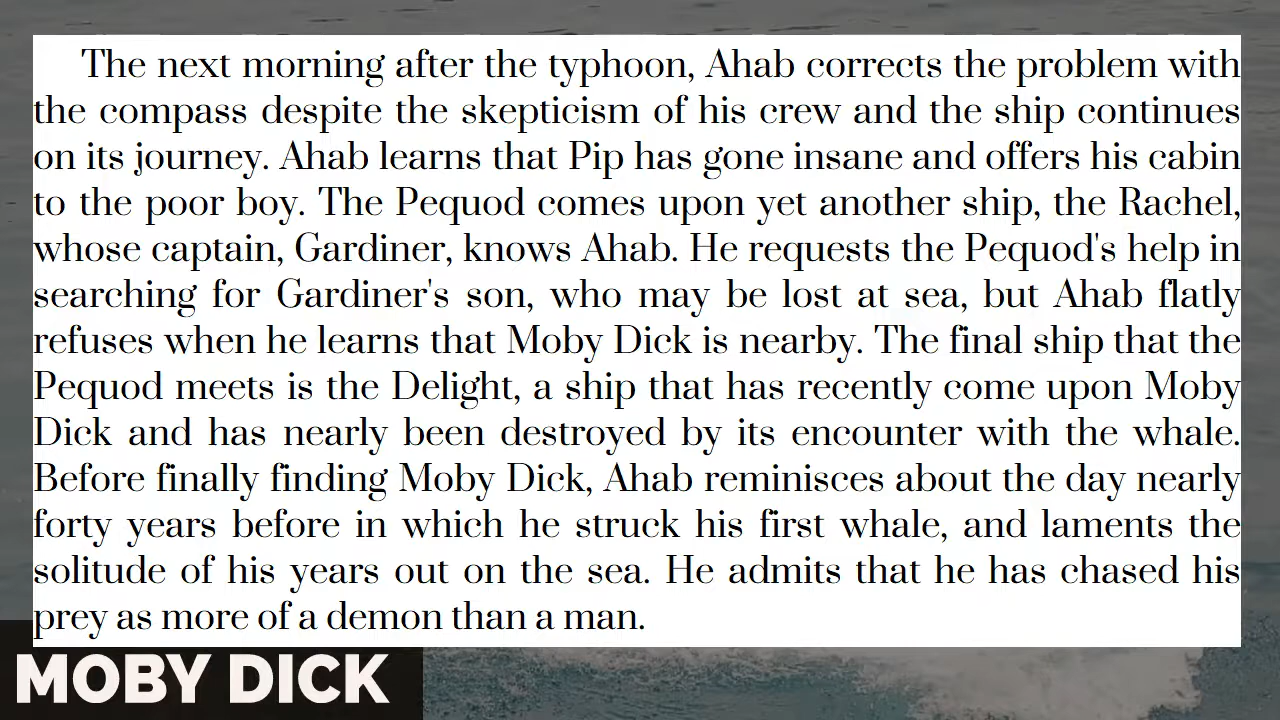 The next morning after the typhoon, Ahab corrects the problem with
the compass despite the skepticism of his crew and the ship continues
on its journey. Ahab learns that Pip has gone insane and offers his cabin
to the poor boy. The Pequod comes upon yet another ship, the Rachel,
whose captain, Gardiner, knows Ahab. He requests the Pequod's help in
searching for Gardiner's son, who may be lost at sea, but Ahab flatly
refuses when he learns that Moby Dick is nearby. The final ship that the
Pequod meets is the Delight, a ship that has recently come upon Moby
Dick and has nearly been destroyed by its encounter with the whale.
Before finally finding Moby Dick, Ahab reminisces about the day nearly
forty years before in which he struck his first whale, and laments the
solitude of his years out on the sea. He admits that he has chased his
prey as more of a demon than a man.
MOBY DICK